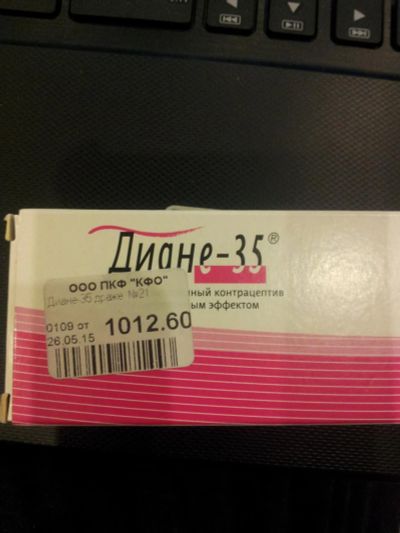 Диане-35®
ный контрацептив
ым эффектом
ООО ПКФ "КФО"
Диане-35 драже №21
0109 от 1012.60
26.05.15